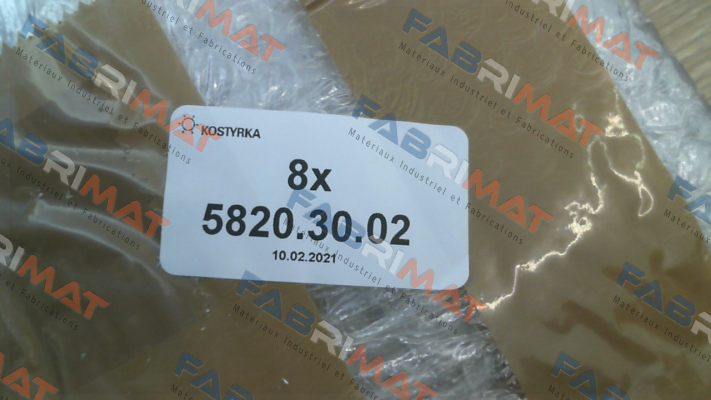 KOSTYRKA
8x
5820.30.02
10.02.2021
FABRIMAT
Matériaux Industriel et Fabrications